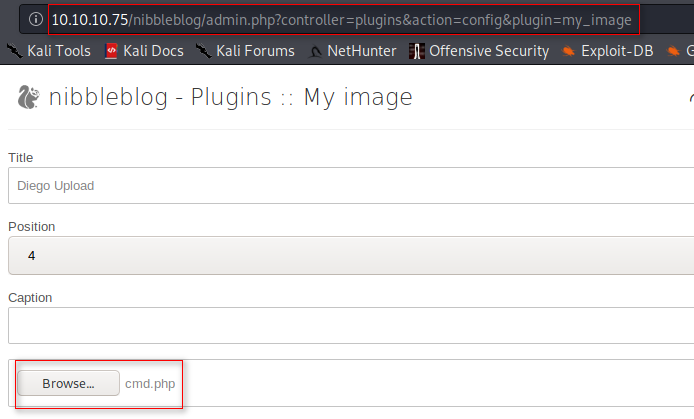 10.10.10.75/nibbleblog/admin.php?controller=plugins&action=config&plugin=my_image
Kali Tools Kali Docs Kali Forums NetHunter Offensive Security Exploit-DB G
nibbleblog - Plugins :: My image
Title
Diego Upload
Position
4
Caption
Browse... cmd.php